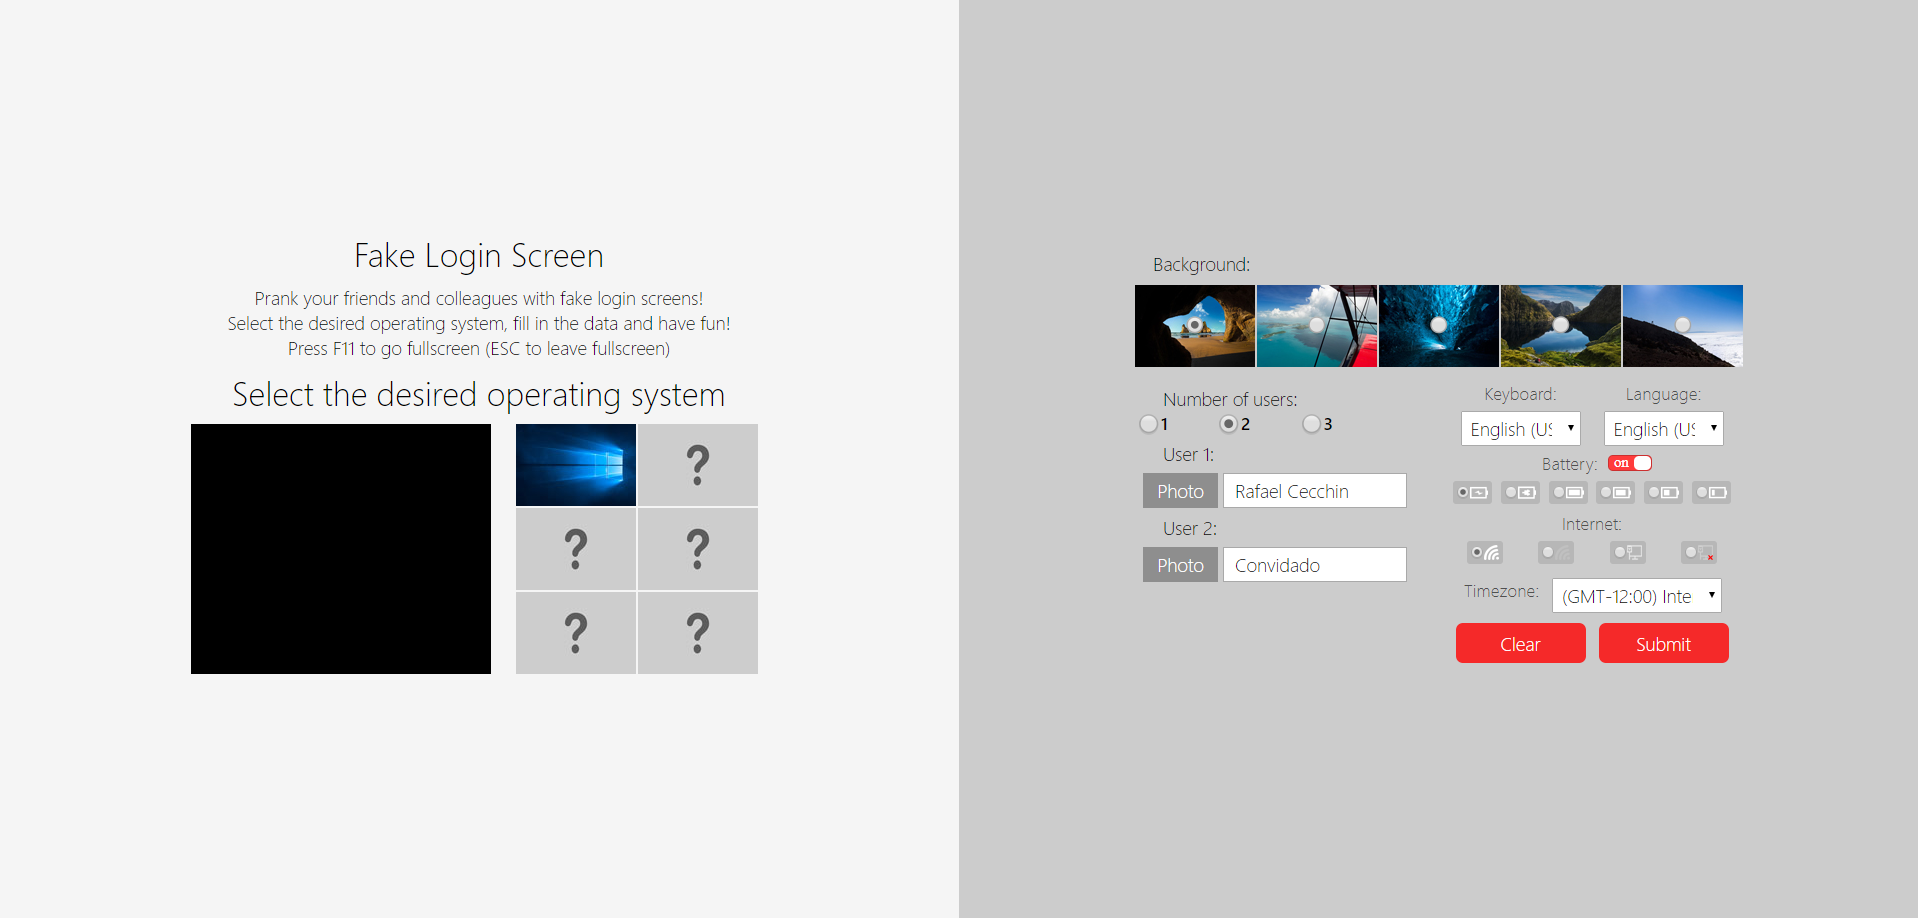 Fake Login Screen
Prank your friends and colleagues with fake login screens!
Select the desired operating system, fill in the data and have fun!
Press F11 to go fullscreen (ESC to leave fullscreen)
Select the desired operating system
?
? ?
? ?
Background:
Number of users:
1 2 3
User 1:
Photo Rafael Cecchin
User 2:
Photo Convidado
Keyboard: Language:
English (US English (US
Battery: on
Internet:
Timezone: (GMT-12:00) Inte
Clear Submit